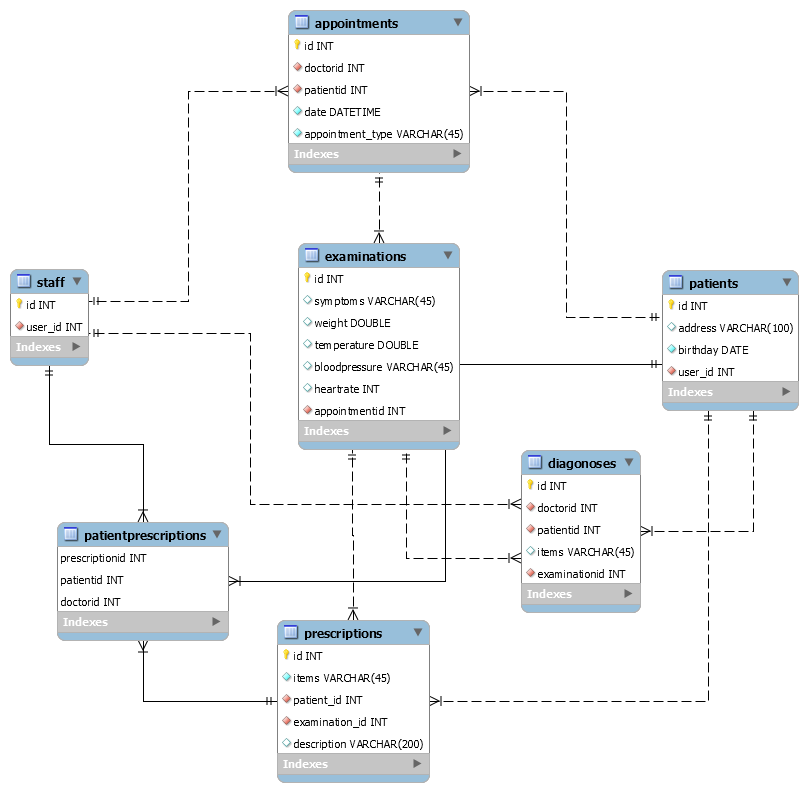 appointments
id INT
doctorid INT
patientid INT
date DATETIME
appointment_type VARCHAR(45)
Indexes
examinations
id INT
symptoms VARCHAR(45)
weight DOUBLE
temperature DOUBLE
bloodpressure VARCHAR(45)
heartrate INT
appointmentid INT
Indexes
staff
id INT
user_id INT
Indexes
patients
id INT
address VARCHAR(100)
birthday DATE
user_id INT
Indexes
diagonoses
id INT
doctorid INT
patientid INT
items VARCHAR(45)
examinationid INT
Indexes
patientprescriptions
prescriptionid INT
patientid INT
doctorid INT
Indexes
prescriptions
id INT
items VARCHAR(45)
patient_id INT
examination_id INT
description VARCHAR(200)
Indexes